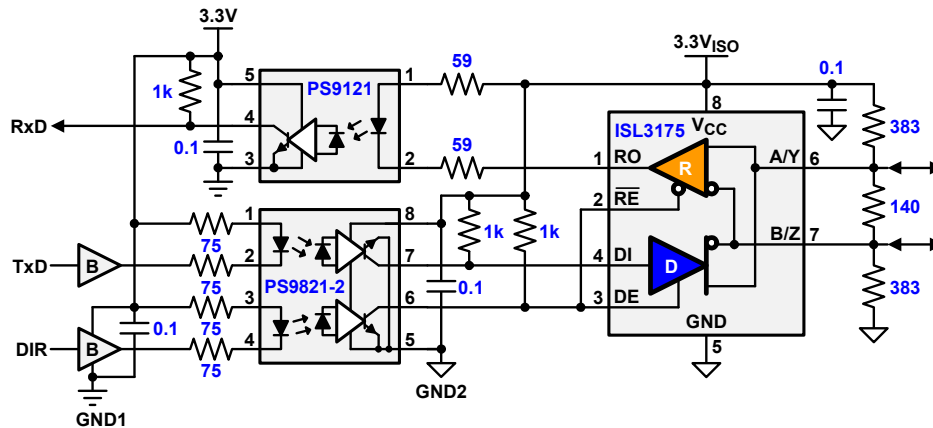 3.3V
3.3VISO
59
0.1
5
PS9121
1
8
1k
VCC
383
ISL3175
4
RxD
59
0.1
RO
R
A/Y
6
3
2
1
2
RE
140
1
8
75
1k
1k
B/Z
7
TxD
B
2
7
4
DI
D
75
PS9821-2
383
3
6
0.1
3
DE
75
0.1
DIR
B
4
5
GND
75
GND2
5
GND1